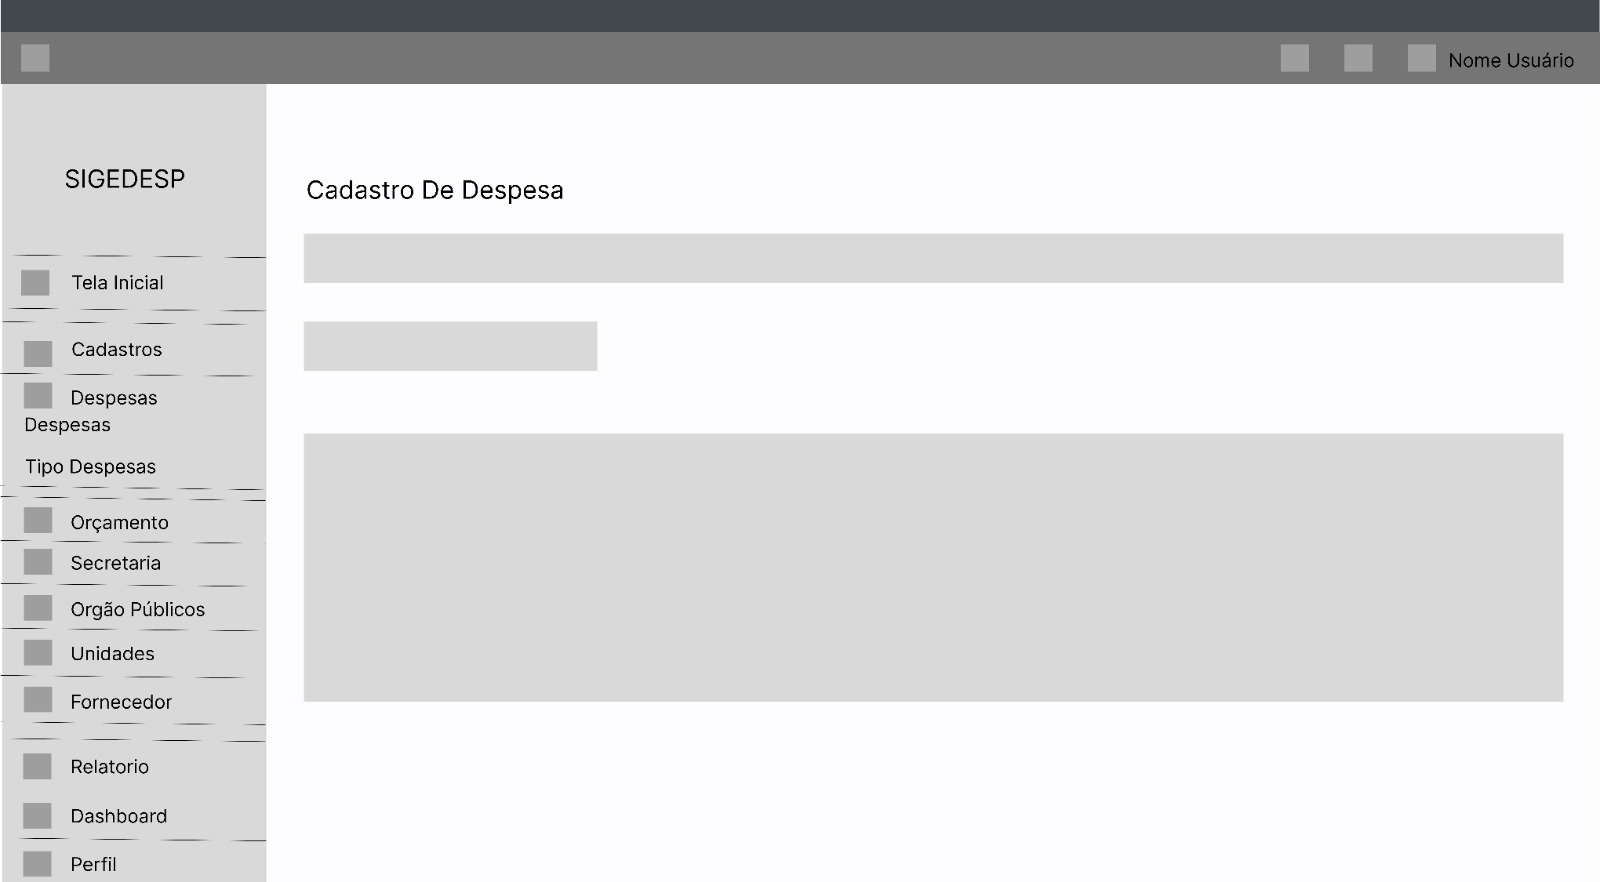 Nome Usuário
SIGEDESP
Cadastro De Despesa
Tela Inicial
Cadastros
Despesas
Despesas
Tipo Despesas
Orçamento
Secretaria
Orgão Públicos
Unidades
Fornecedor
Relatorio
Dashboard
Perfil